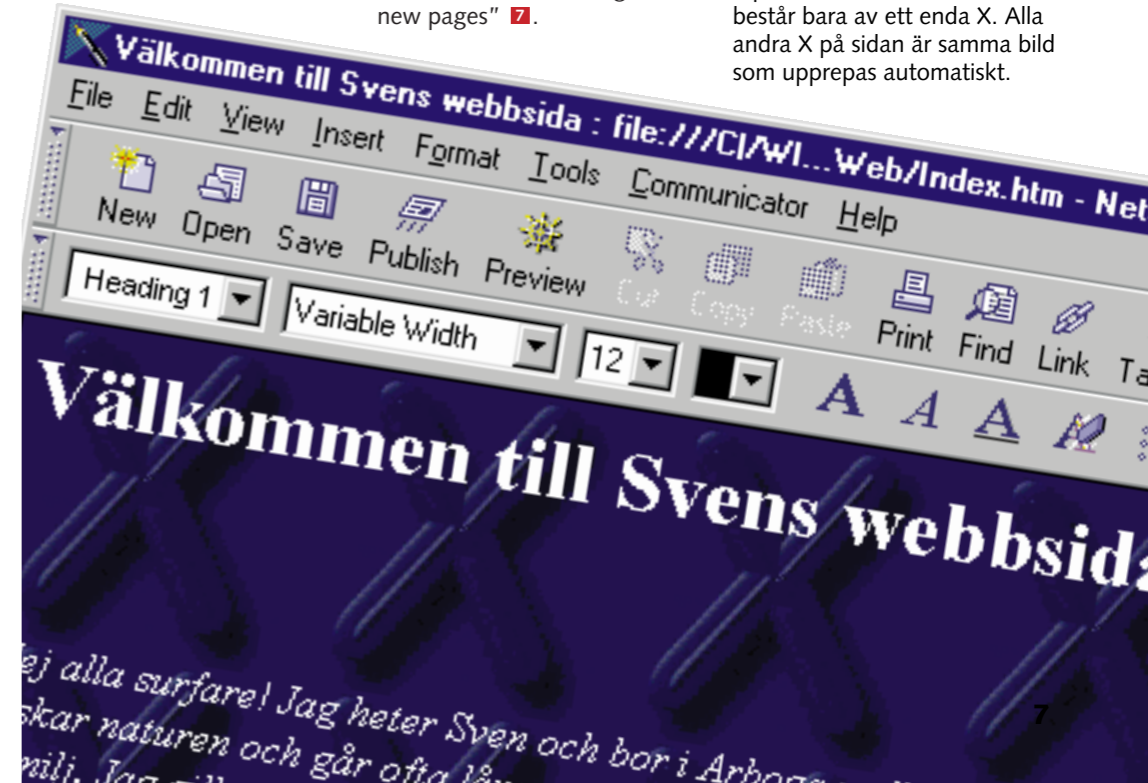 new pages" 7.
består bara av ett enda X. Alla
andra X på sidan är samma bild
som upprepas automatiskt.
Välkommen till Svens webbsida : file:///C|/WI...Web/Index.htm - Net
File Edit View Insert Format Tools Communicator Help
New Open Save Publish Preview Cut Copy Paste Print Find Link Ta
Heading 1 Variable Width 12 A A A
Välkommen till Svens webbsida
ej alla surfare! Jag heter Sven och bor i
skar naturen och går ofta
Jag
7